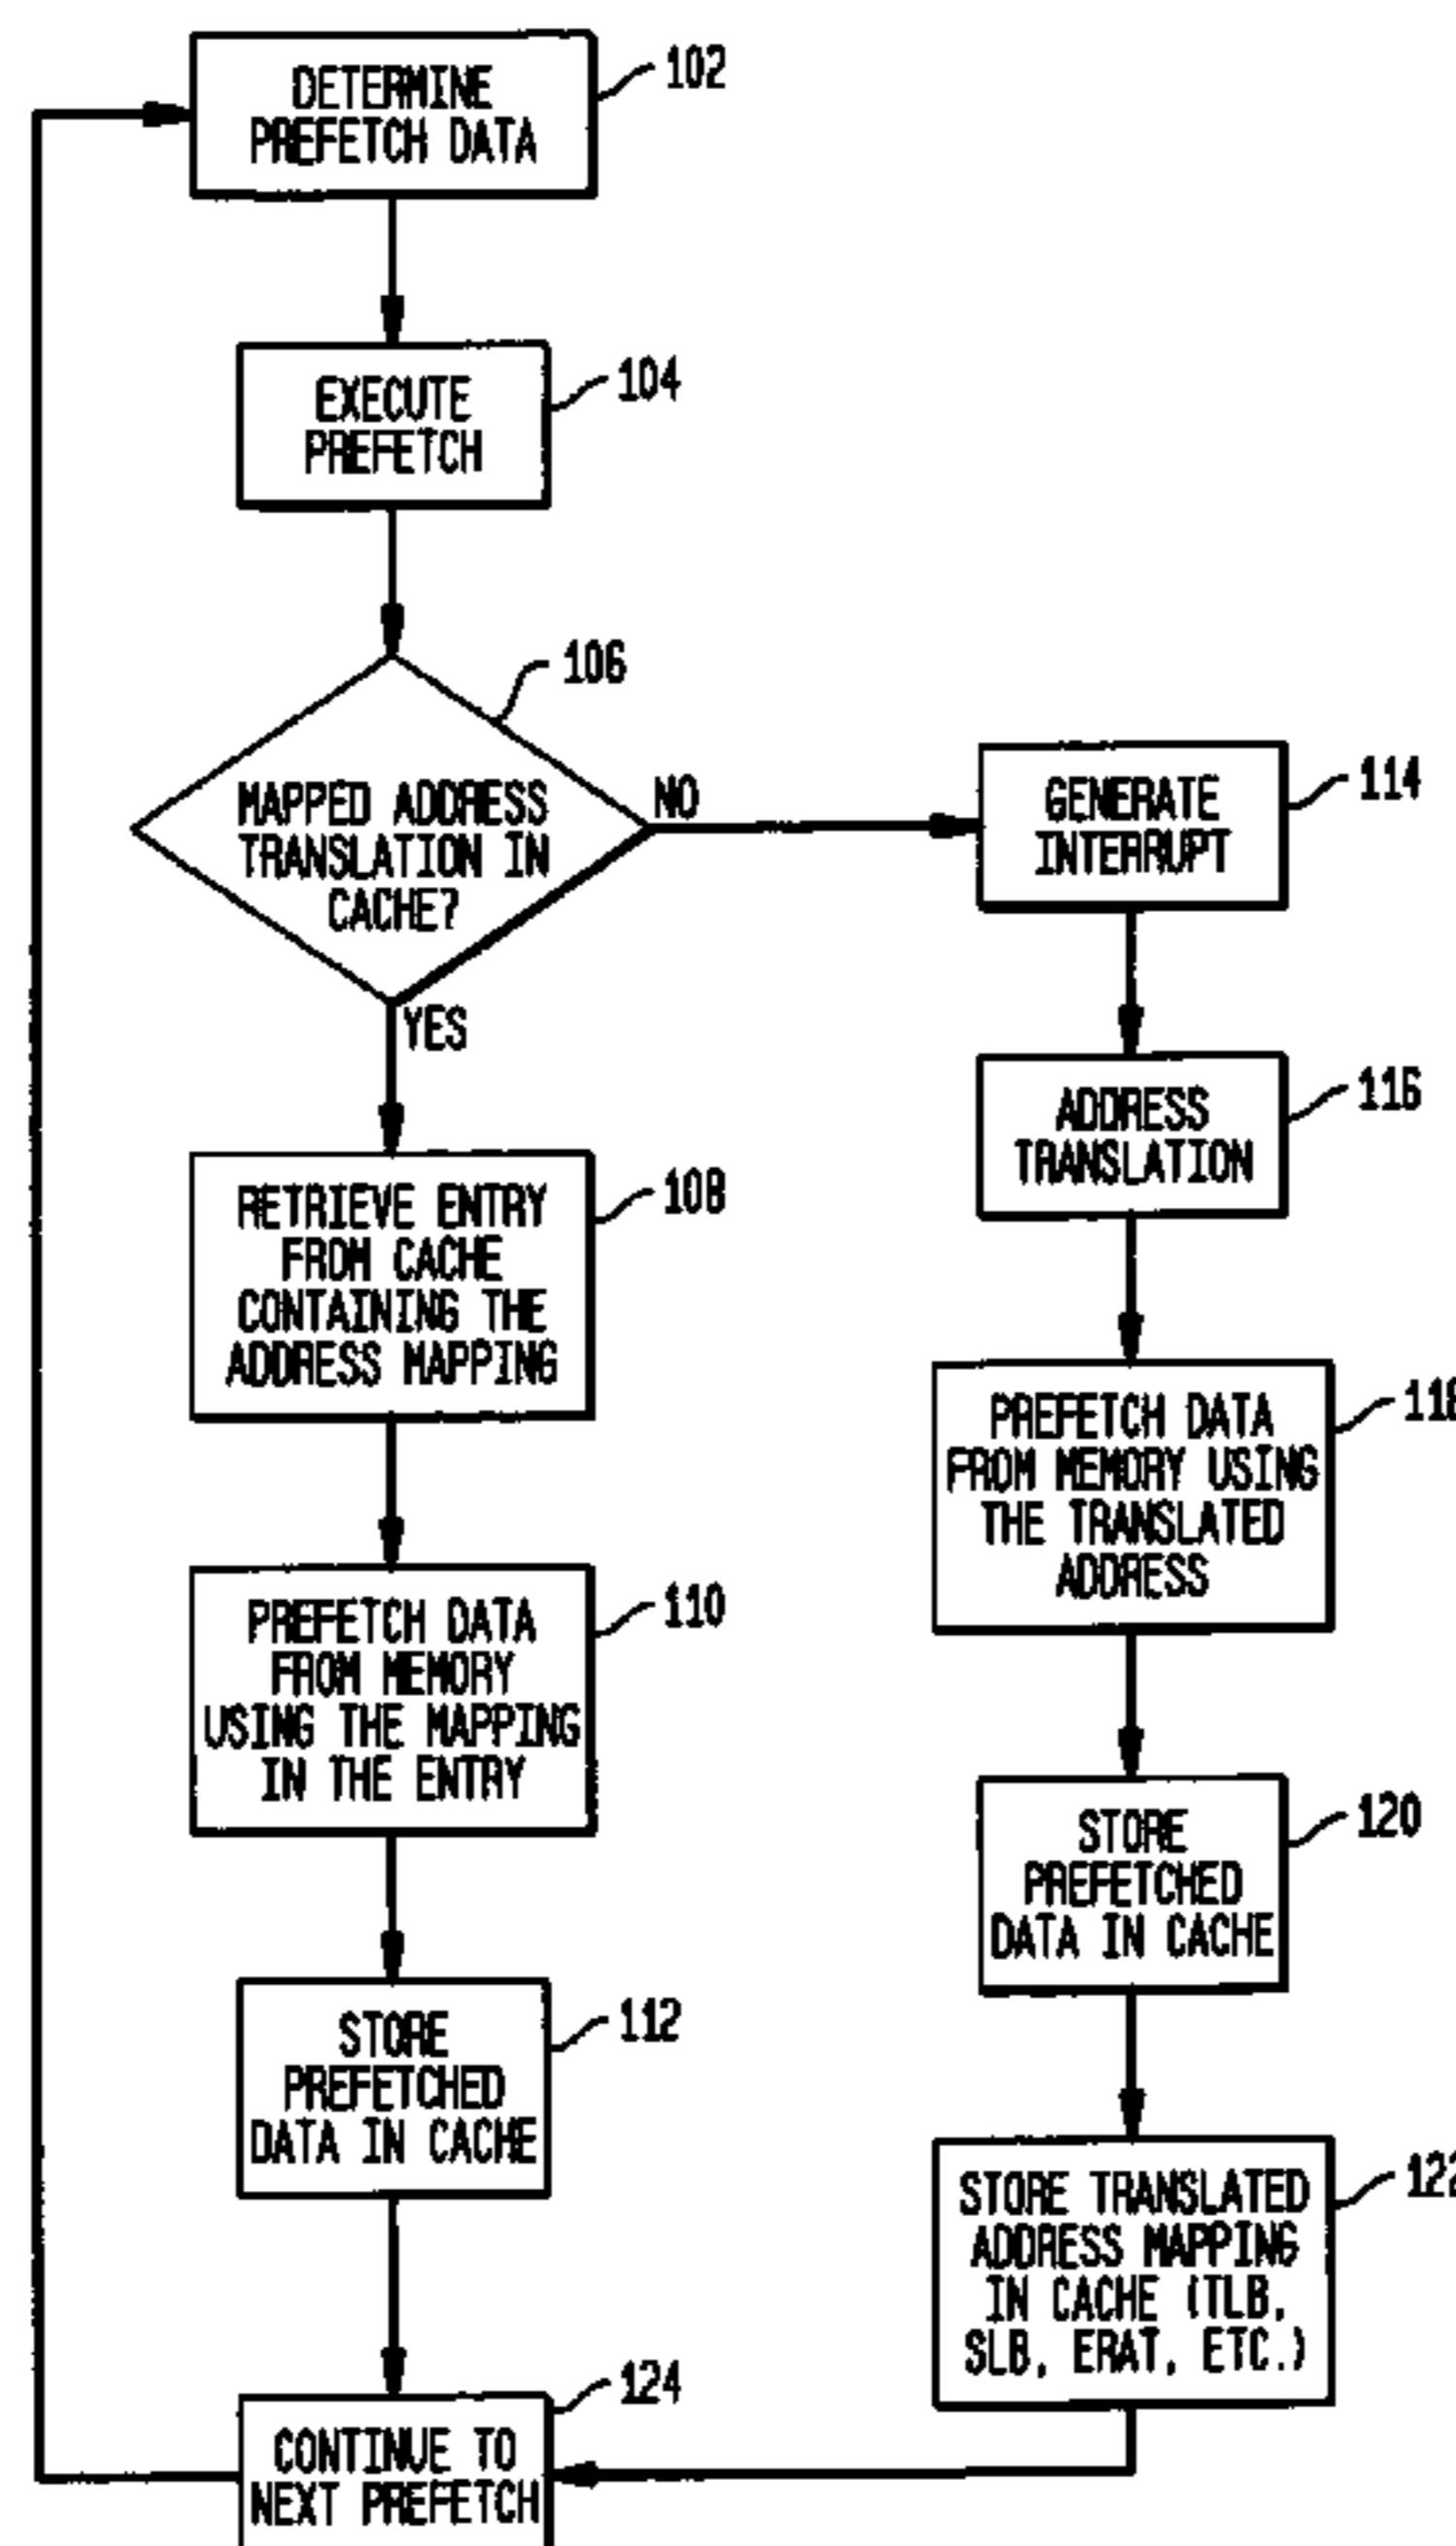 DETERMINE
PREFETCH DATA
102
EXECUTE
PREFETCH
104
106
MAPPED ADDRESS
TRANSLATION IN
CACHE?
NO
YES
RETRIEVE ENTRY
FROM CACHE
CONTAINING THE
ADDRESS MAPPING
108
PREFETCH DATA
FROM MEMORY
USING THE MAPPING
IN THE ENTRY
110
STORE
PREFETCHED
DATA IN CACHE
112
GENERATE
INTERRUPT
114
ADDRESS
TRANSLATION
116
PREFETCH DATA
FROM MEMORY USING
THE TRANSLATED
ADDRESS
118
STORE
PREFETCHED
DATA IN CACHE
120
STORE TRANSLATED
ADDRESS MAPPING
IN CACHE (TLB,
SLB, ERAT, ETC.)
122
CONTINUE TO
NEXT PREFETCH
124